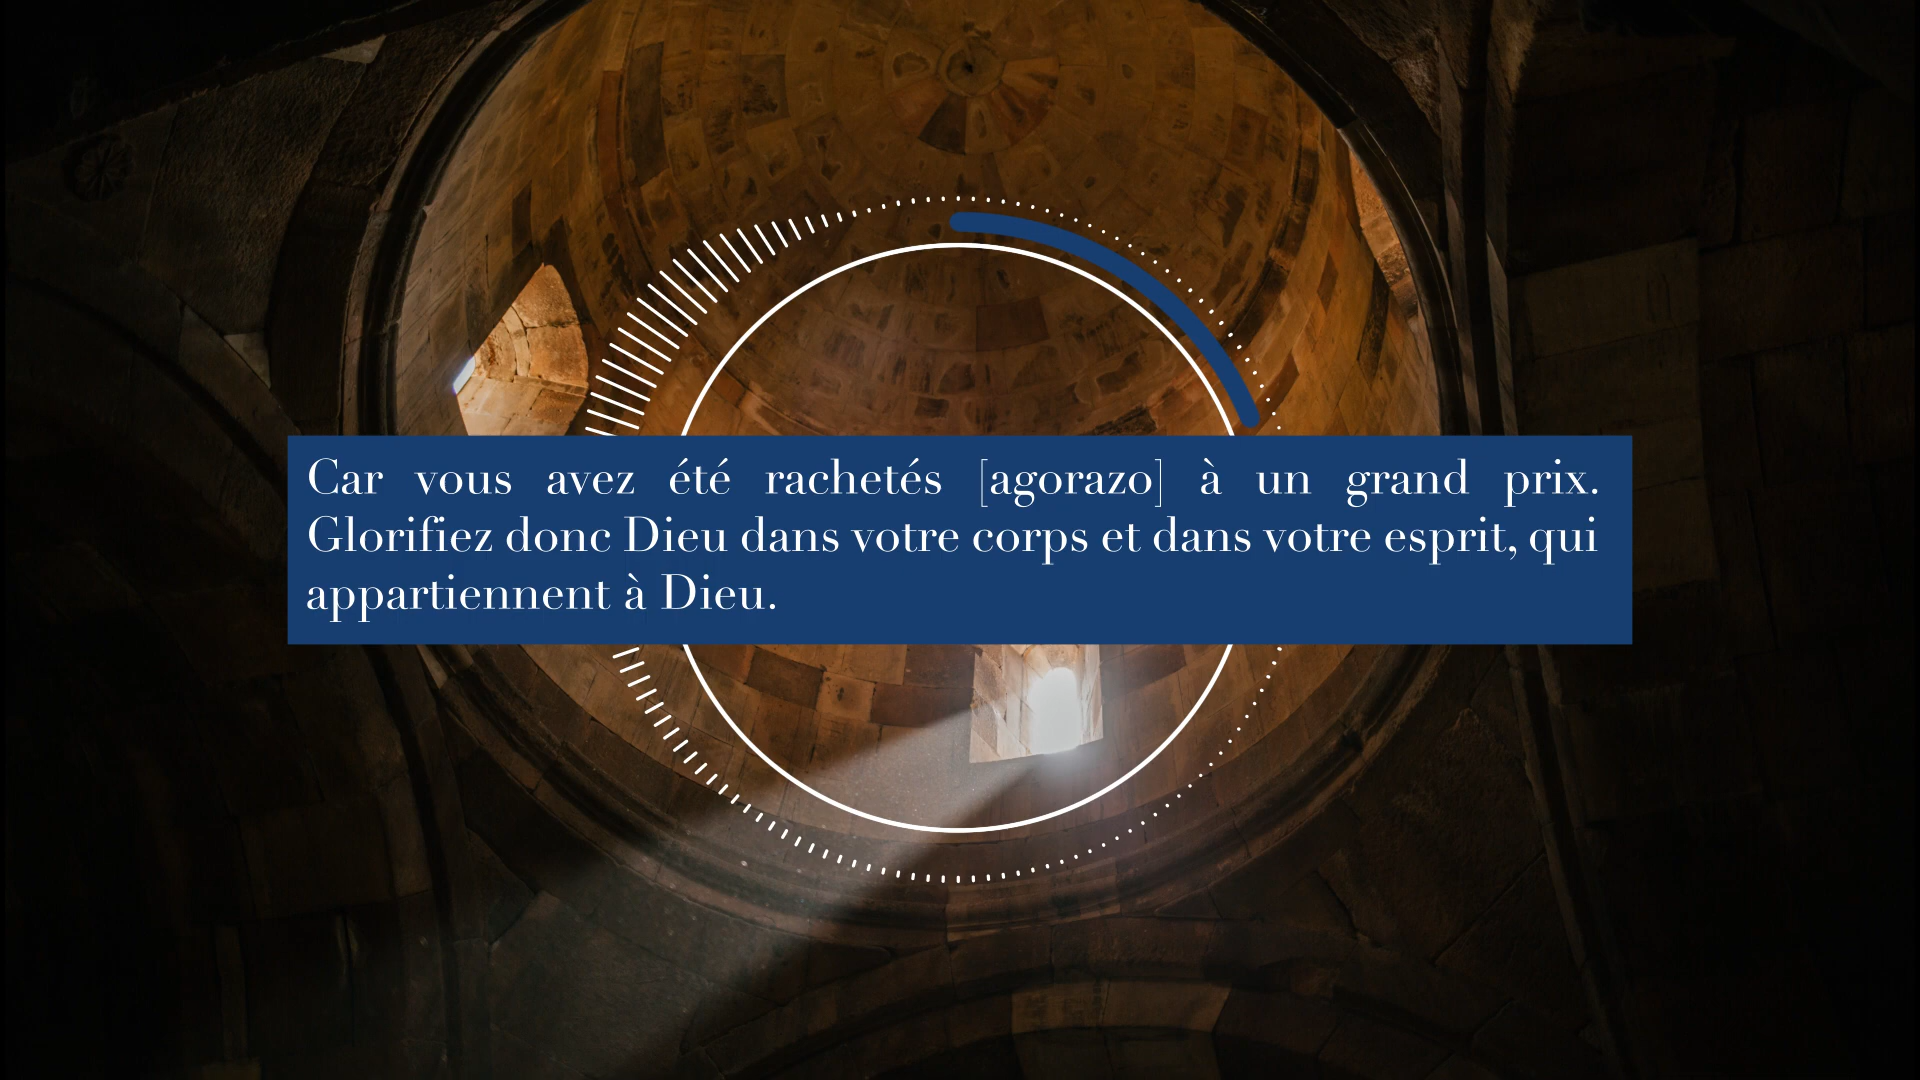 Car vous avez été rachetés [agorazo] à un grand prix.
Glorifiez donc Dieu dans votre corps et dans votre esprit, qui
appartiennent à Dieu.